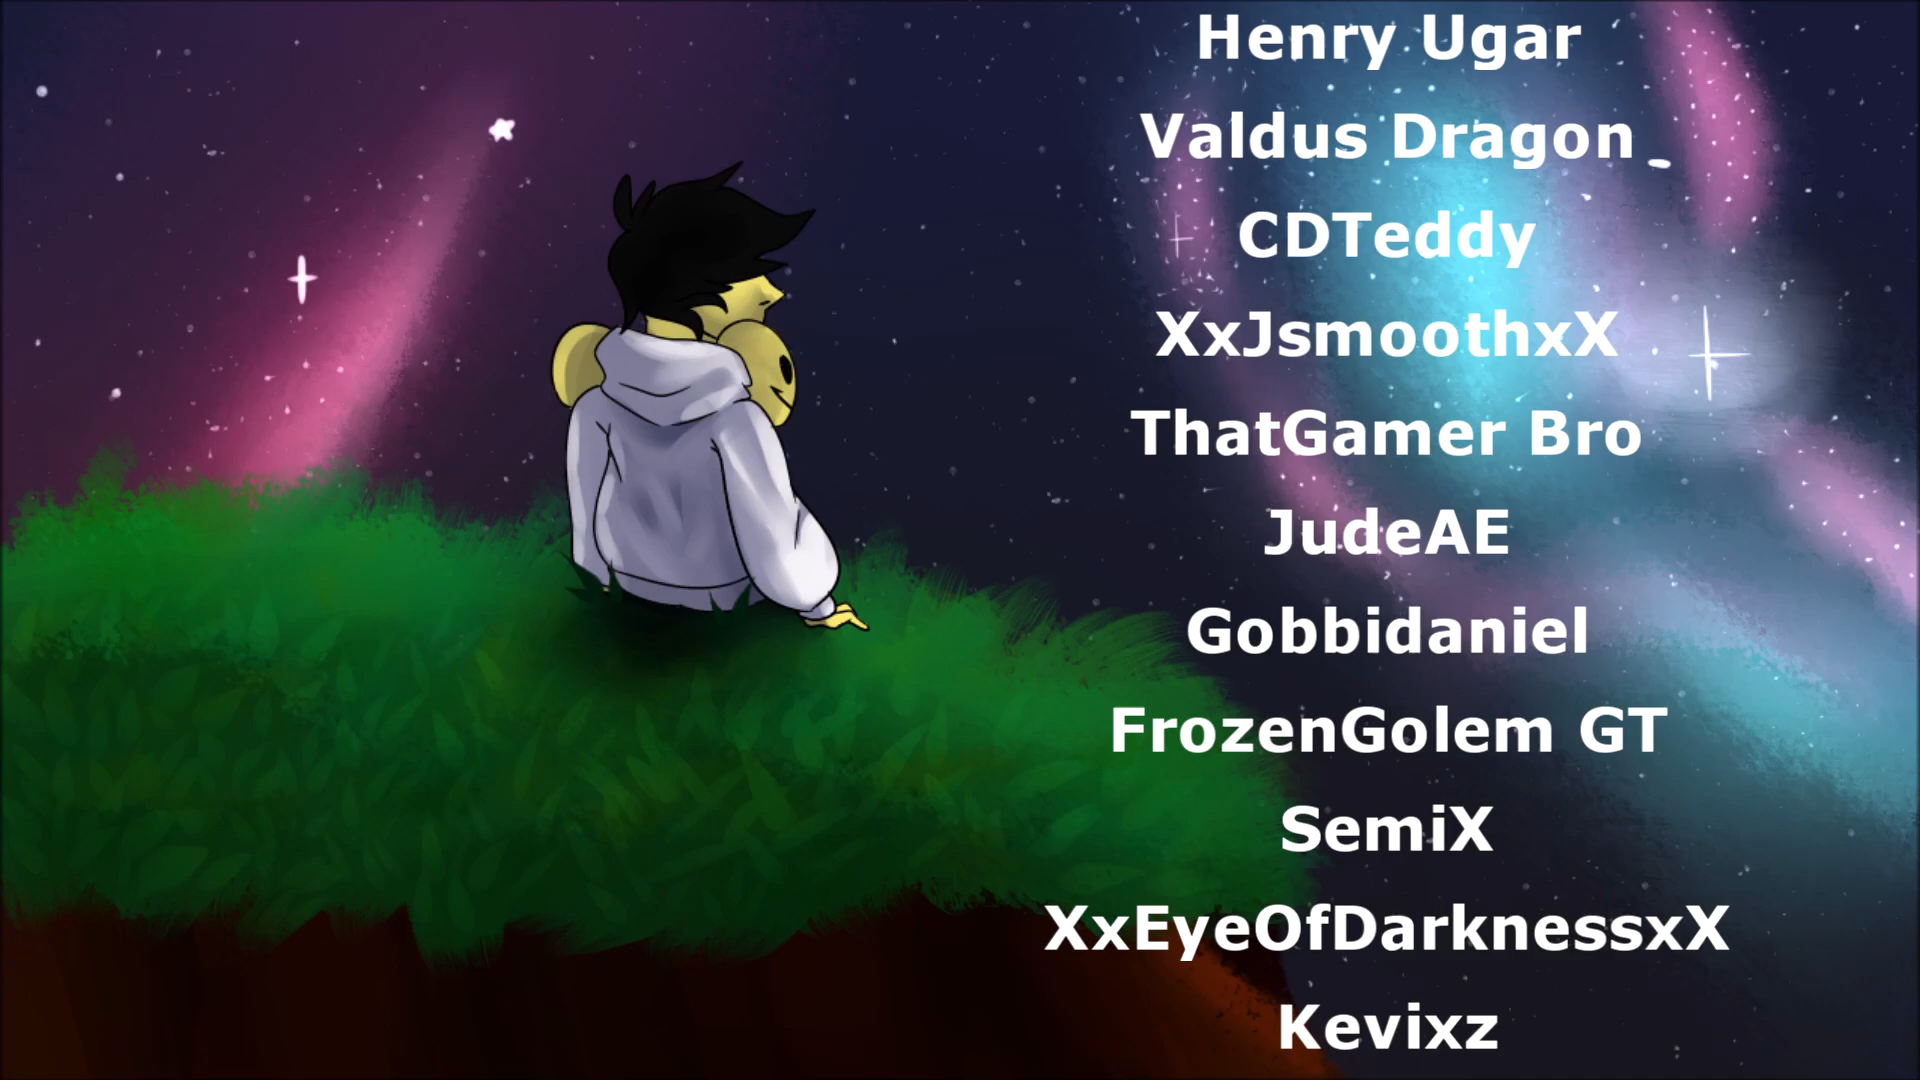 Henry Ugar
Valdus Dragon
CDTeddy
XxJsmoothxX
ThatGamer Bro
JudeAE
Gobbidaniel
FrozenGolem GT
SemiX
XxEyeOfDarknessxX
Kevixz